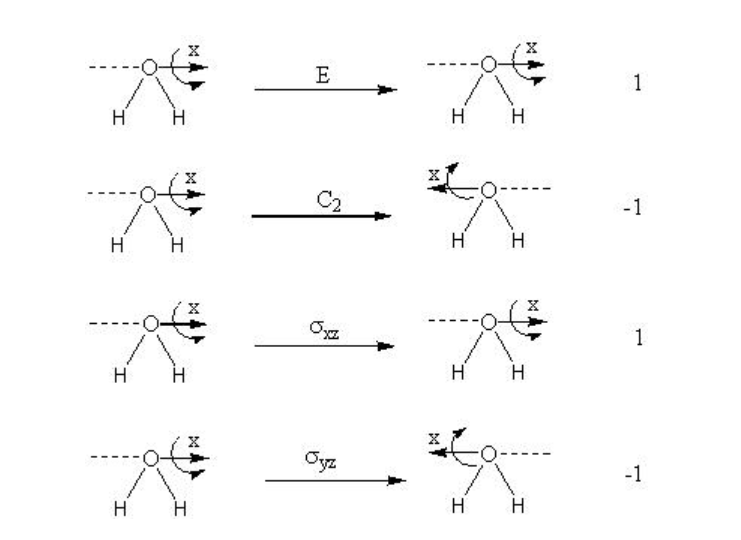 x x
O E O 1
H H H H
x x
O C₂ O -1
H H H H
x x
O σxz O 1
H H H H
x x
O σyz O -1
H H H H